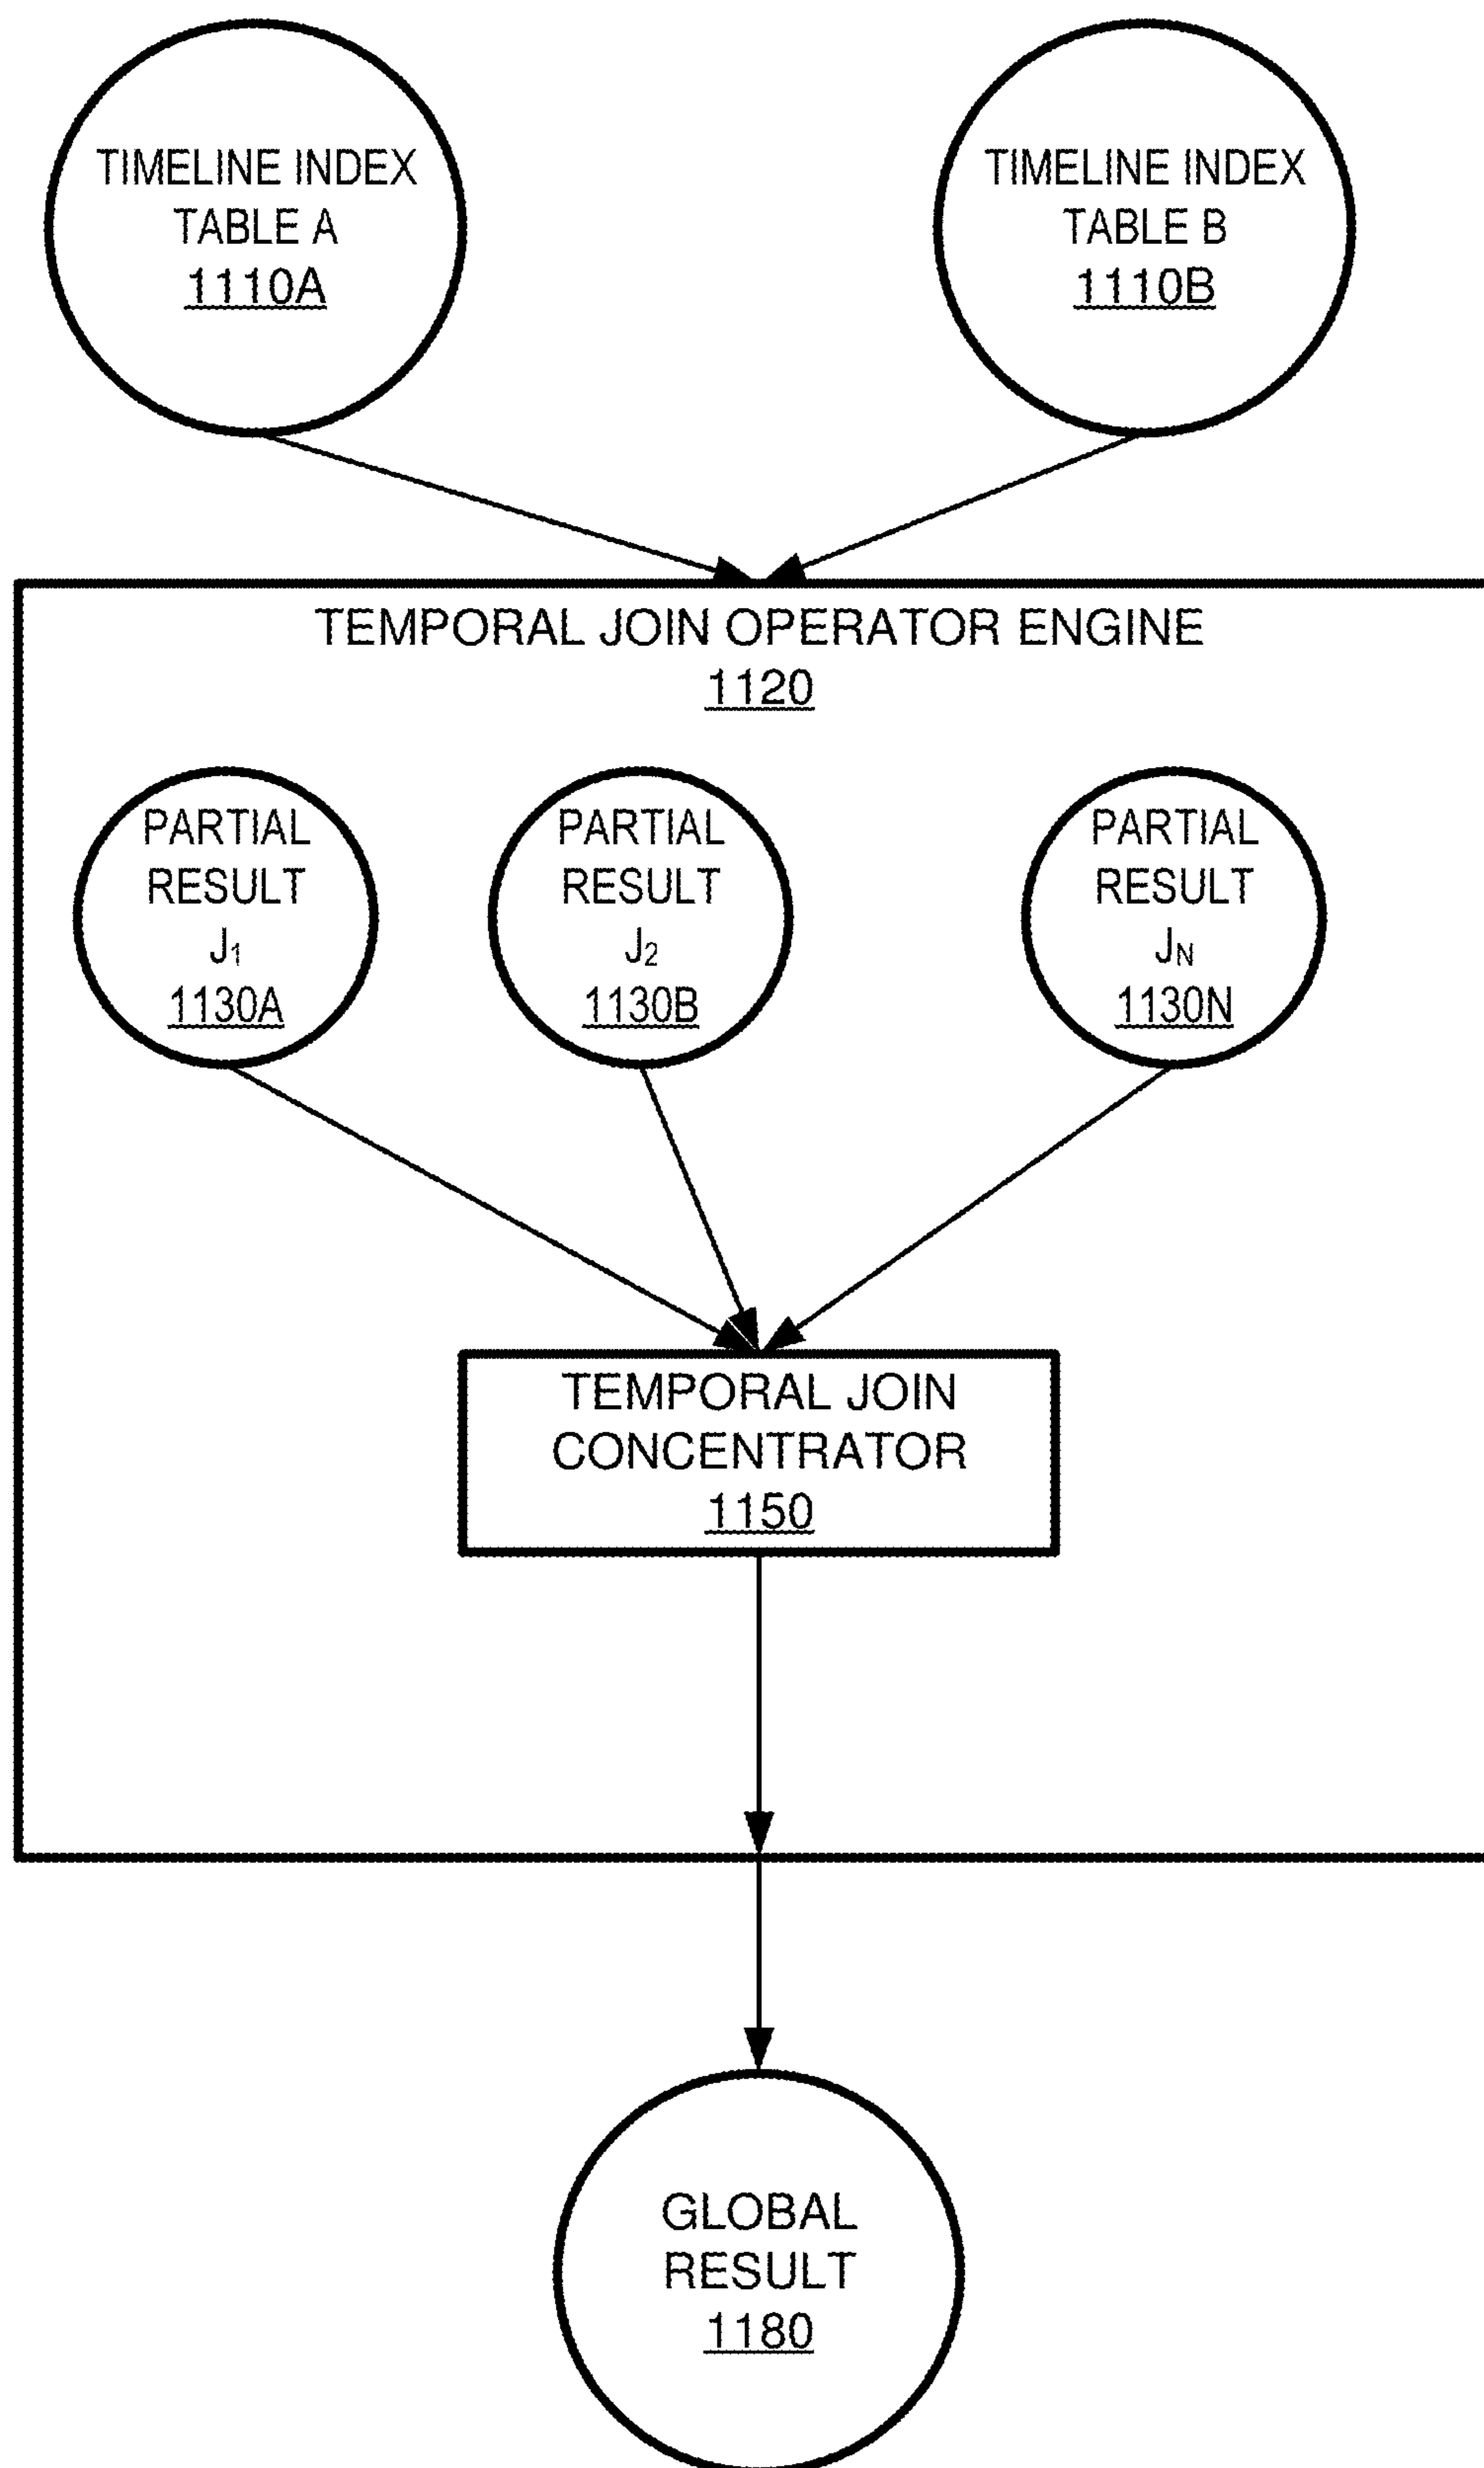 TIMELINE INDEX
TABLE A
1110A
TIMELINE INDEX
TABLE B
1110B
TEMPORAL JOIN OPERATOR ENGINE
1120
PARTIAL
RESULT
J₁
1130A
PARTIAL
RESULT
J₂
1130B
PARTIAL
RESULT
J_N
1130N
TEMPORAL JOIN
CONCENTRATOR
1150
GLOBAL
RESULT
1180